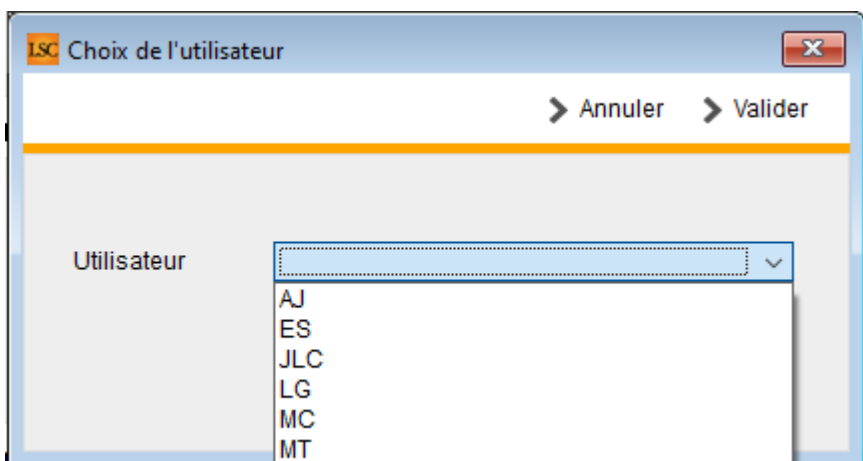 LSC Choix de l'utilisateur
Annuler Valider
Utilisateur
AJ
ES
JLC
LG
MC
MT